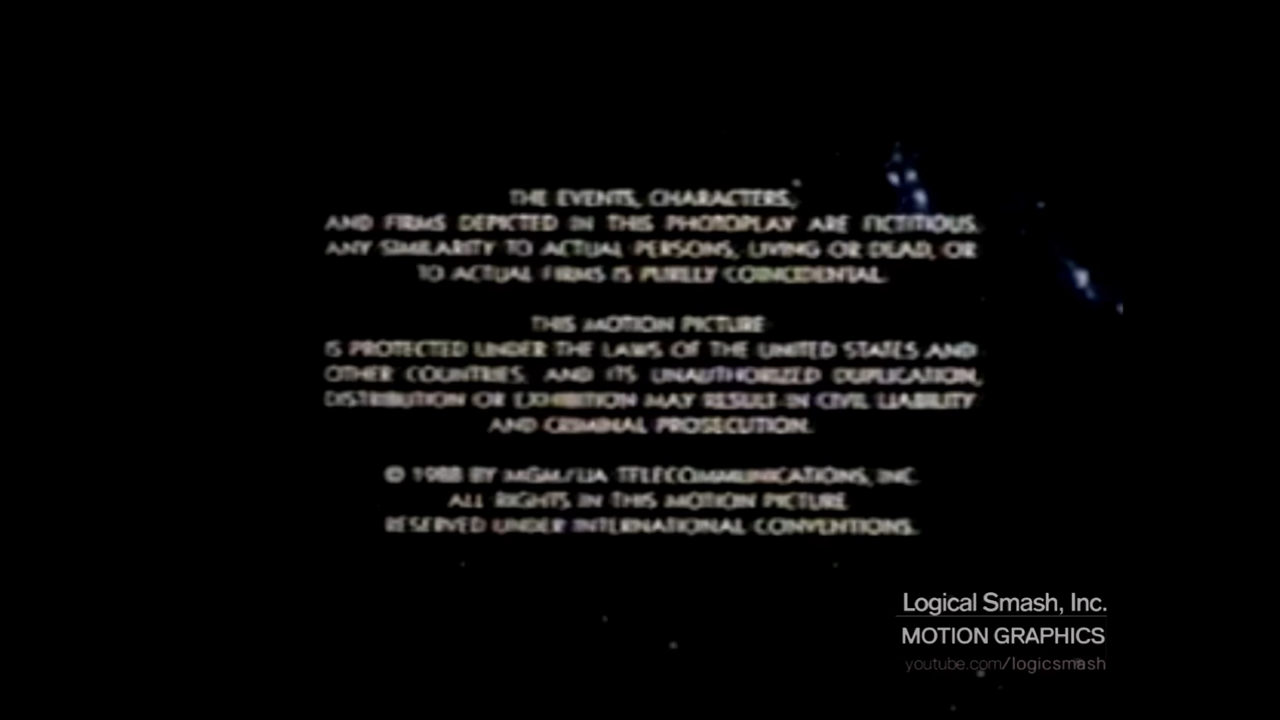 THE EVENTS, CHARACTERS,
AND FIRMS DEPICTED IN THIS PHOTOPLAY ARE FICTITIOUS.
ANY SIMILARITY TO ACTUAL PERSONS, LIVING OR DEAD, OR
TO ACTUAL FIRMS IS PURELY COINCIDENTAL.
THIS MOTION PICTURE
IS PROTECTED UNDER THE LAWS OF THE UNITED STATES AND
OTHER COUNTRIES. AND ITS UNAUTHORIZED DUPLICATION,
DISTRIBUTION OR EXHIBITION MAY RESULT IN CIVIL LIABILITY
AND CRIMINAL PROSECUTION.
© 1988 BY MGM/UA TELECOMMUNICATIONS, INC.
ALL RIGHTS IN THIS MOTION PICTURE
RESERVED UNDER INTERNATIONAL CONVENTIONS.
Logical Smash, Inc.
MOTION GRAPHICS
youtube.com/logicsmash